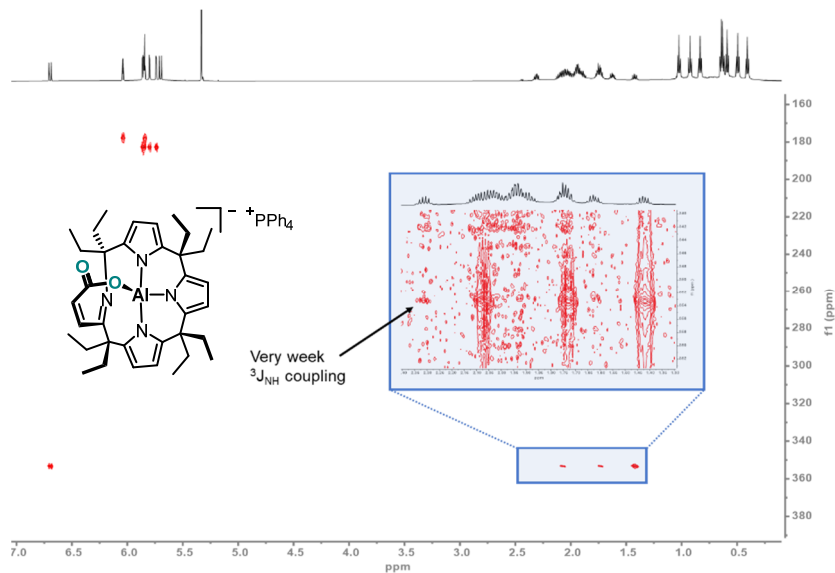 160
180
200
220
240
260
280
300
320
340
360
380
f1 (ppm)
− +PPh4
O
O
N
Al
N
N
N
Very week
3JNH coupling
ppm
7.0 6.5 6.0 5.5 5.0 4.5 4.0 3.5 3.0 2.5 2.0 1.5 1.0 0.5
ppm